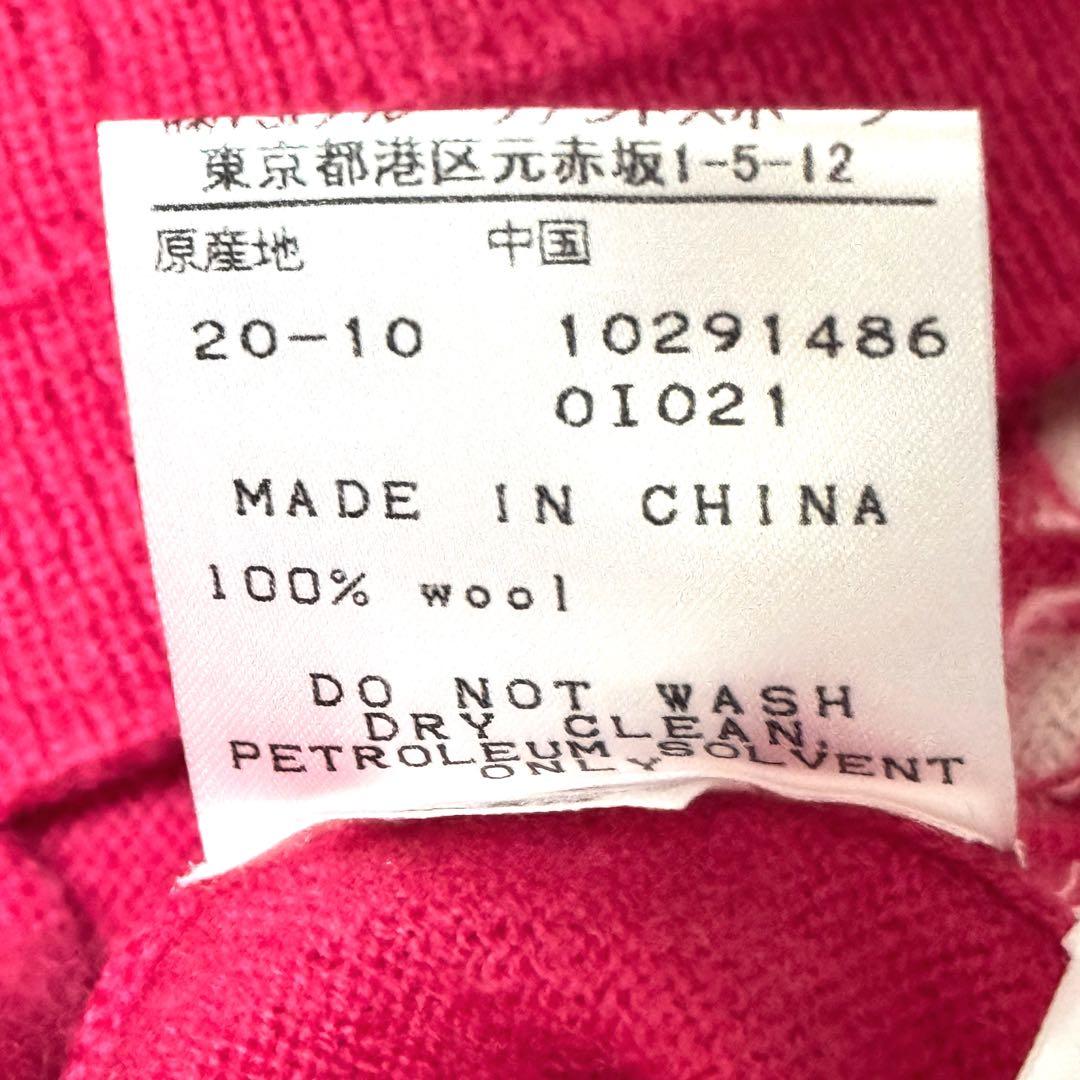 東京都港区元赤坂1-5-12
原産地 中国
20-10 10291486
0I021
MADE IN CHINA
100% wool
DO NOT WASH
DRY CLEAN,
PETROLEUM SOLVENT
ONLY